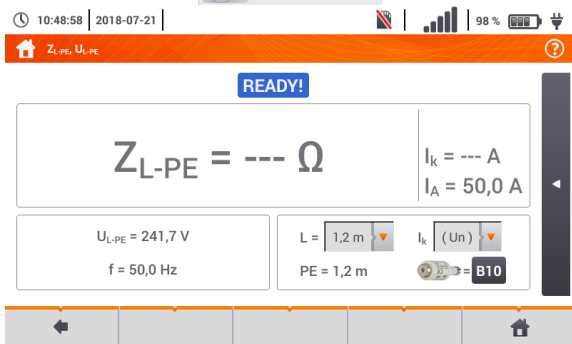 10:48:58 2018-07-21 98 %
ZL-PE, UL-PE
READY!
ZL-PE = --- Ω
Ik = --- A
IA = 50,0 A
UL-PE = 241,7 V
f = 50,0 Hz
L = 1,2 m Ik (Un)
PE = 1,2 m = B10